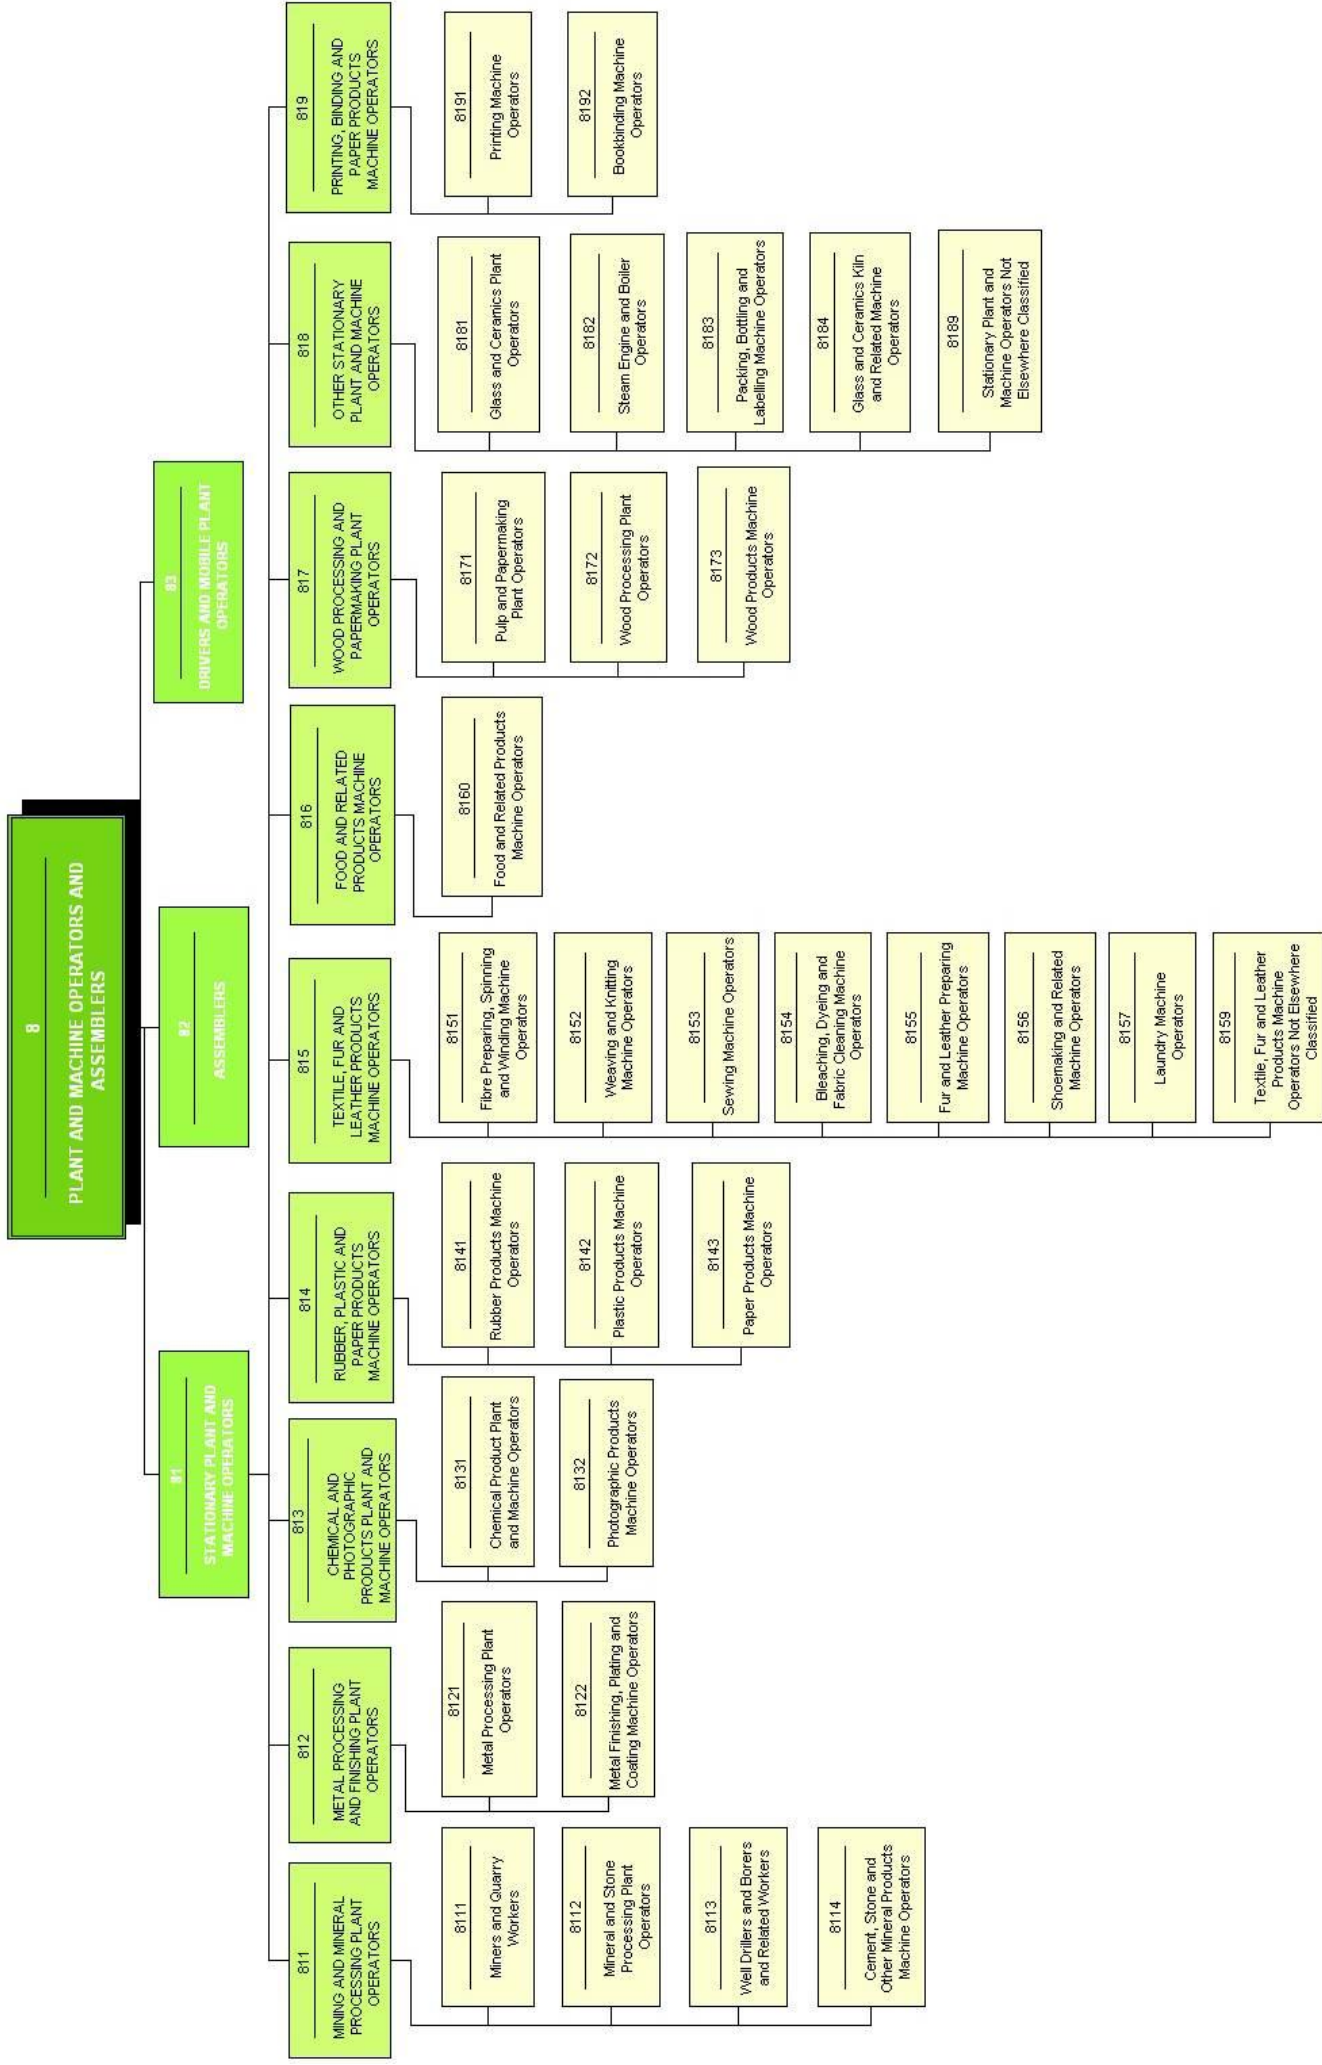 8
PLANT AND MACHINE OPERATORS AND
ASSEMBLERS
81
STATIONARY PLANT AND
MACHINE OPERATORS
82
ASSEMBLERS
83
DRIVERS AND MOBILE PLANT
OPERATORS
811
MINING AND MINERAL
PROCESSING PLANT
OPERATORS
8111
Miners and Quarry
Workers
8112
Mineral and Stone
Processing Plant
Operators
8113
Well Drillers and Borers
and Related Workers
8114
Cement, Stone and
Other Mineral Products
Machine Operators
812
METAL PROCESSING
AND FINISHING PLANT
OPERATORS
8121
Metal Processing Plant
Operators
8122
Metal Finishing, Plating and
Coating Machine Operators
813
CHEMICAL AND
PHOTOGRAPHIC
PRODUCTS PLANT AND
MACHINE OPERATORS
8131
Chemical Product Plant
and Machine Operators
8132
Photographic Products
Machine Operators
814
RUBBER, PLASTIC AND
PAPER PRODUCTS
MACHINE OPERATORS
8141
Rubber Products Machine
Operators
8142
Plastic Products Machine
Operators
8143
Paper Products Machine
Operators
815
TEXTILE, FUR AND
LEATHER PRODUCTS
MACHINE OPERATORS
8151
Fibre Preparing, Spinning
and Winding Machine
Operators
8152
Weaving and Knitting
Machine Operators
8153
Sewing Machine Operators
8154
Bleaching, Dyeing and
Fabric Cleaning Machine
Operators
8155
Fur and Leather Preparing
Machine Operators
8156
Shoemaking and Related
Machine Operators
8157
Laundry Machine
Operators
8159
Textile, Fur and Leather
Products Machine
Operators Not Elsewhere
Classified
816
FOOD AND RELATED
PRODUCTS MACHINE
OPERATORS
8160
Food and Related Products
Machine Operators
817
WOOD PROCESSING AND
PAPERMAKING PLANT
OPERATORS
8171
Pulp and Papermaking
Plant Operators
8172
Wood Processing Plant
Operators
8173
Wood Products Machine
Operators
818
OTHER STATIONARY
PLANT AND MACHINE
OPERATORS
8181
Glass and Ceramics Plant
Operators
8182
Steam Engine and Boiler
Operators
8183
Packing, Bottling and
Labelling Machine Operators
8184
Glass and Ceramics Kiln
and Related Machine
Operators
8189
Stationary Plant and
Machine Operators Not
Elsewhere Classified
819
PRINTING, BINDING AND
PAPER PRODUCTS
MACHINE OPERATORS
8191
Printing Machine
Operators
8192
Bookbinding Machine
Operators